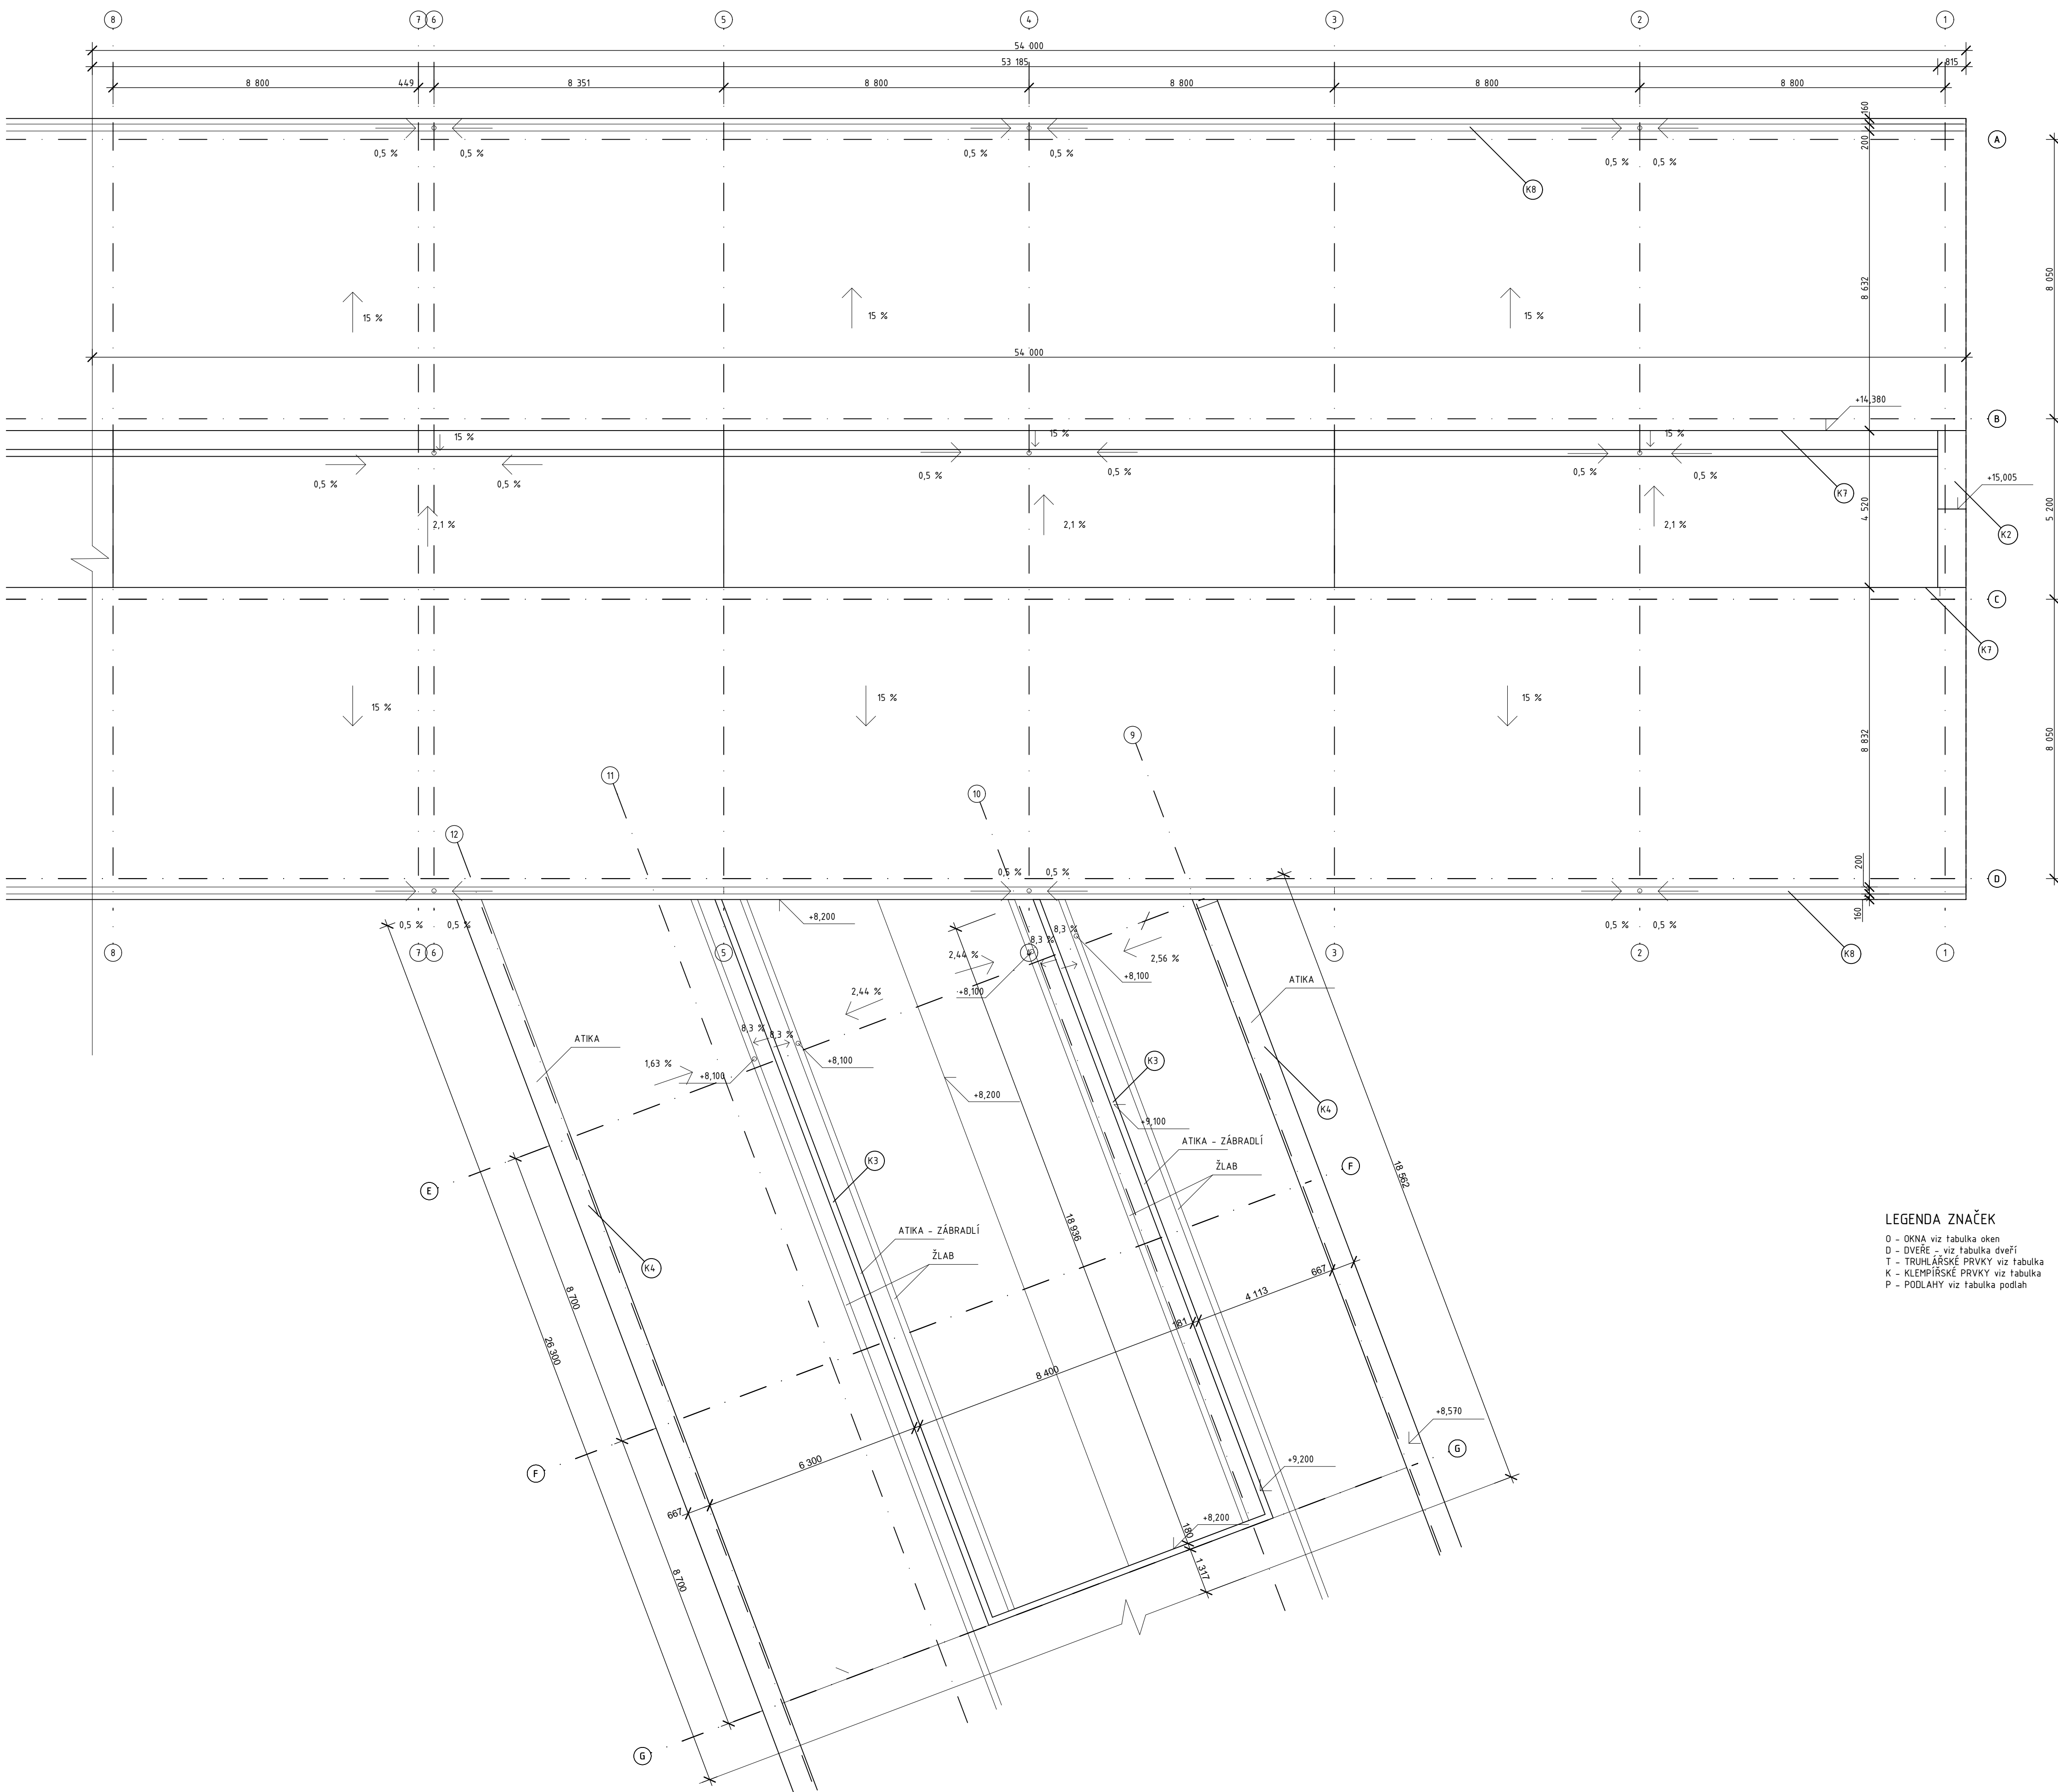 8 7 6 5 4 3 2 1
54 000
53 185 815
8 800 449 8 351 8 800 8 800 8 800 8 800
160
A
200
0,5 % 0,5 % 0,5 % 0,5 % 0,5 % 0,5 %
K8
8 632 8 050
15 % 15 % 15 %
54 000
+14,380
B
15 % 15 % 15 %
0,5 % 0,5 % 0,5 % 0,5 % 0,5 % 0,5 %
+15,005
K7
4 520 5 200
2,1 % 2,1 % 2,1 %
K2
C
K7
15 % 15 % 15 %
9
8 832 8 050
11
10
12
200
0,5 % 0,5 %
D
160
+8,200
0,5 % 0,5 % 0,5 % 0,5 %
8,3 %
8,3 %
8 7 6 5 4 3 2 1
K8
2,44 % 2,56 %
+8,100
ATIKA
2,44 % +8,100
8,3 % 8,3 %
ATIKA
1,63 % +8,100 +8,100
K3
+8,200
K4
+9,100
ATIKA - ZÁBRADLÍ
K3
ŽLAB
F
18 562
E
LEGENDA ZNAČEK
O - OKNA viz tabulka oken
D - DVEŘE - viz tabulka dveří
T - TRUHLÁŘSKÉ PRVKY viz tabulka
K - KLEMPÍŘSKÉ PRVKY viz tabulka
P - PODLAHY viz tabulka podlah
18 936
ATIKA - ZÁBRADLÍ
ŽLAB
K4
667
4 113
8 700
181
26 300
8 400
+8,570
G
6 300
+9,200
F
667
+8,200
180
1 317
8 700
G